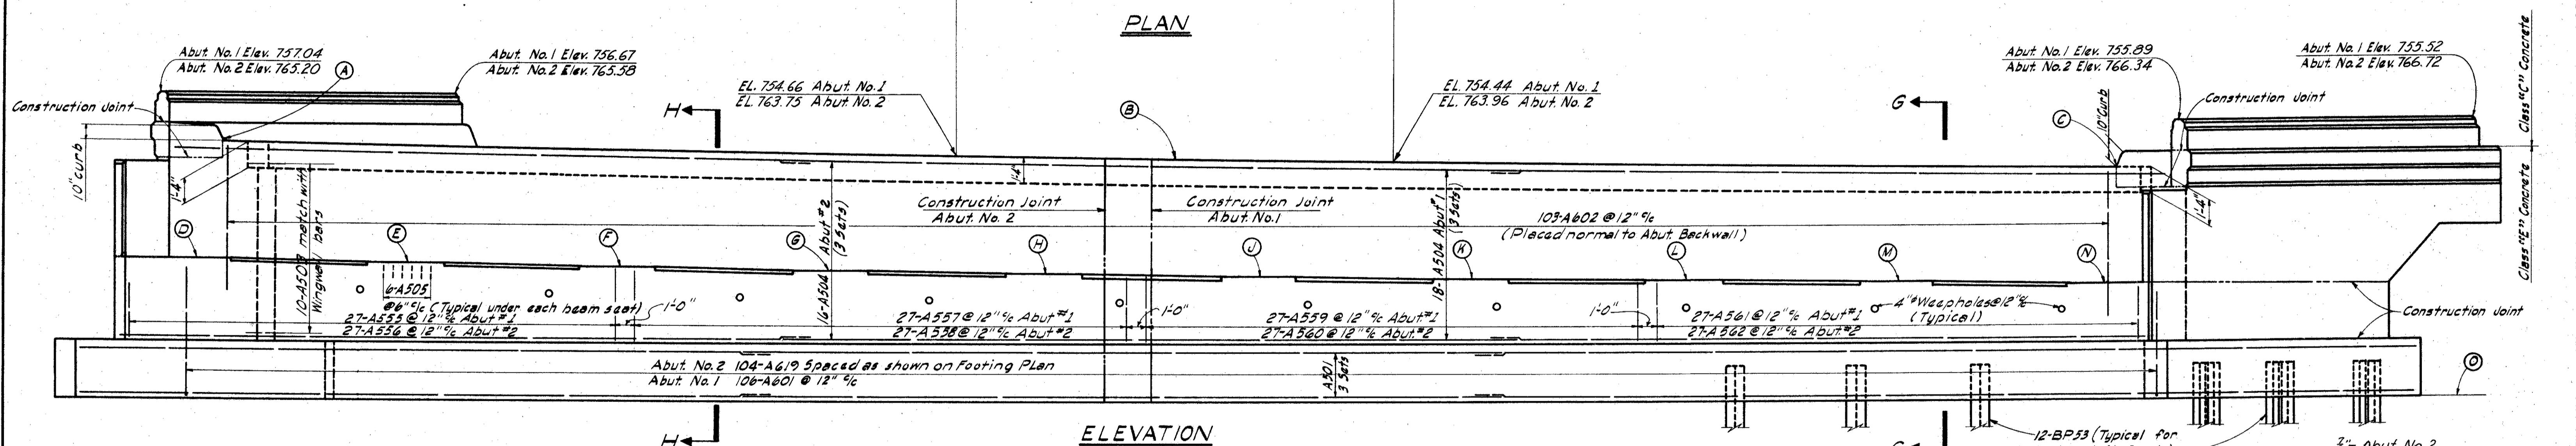 PLAN
Abut. No. 1 Elev. 757.04
Abut. No. 2 Elev. 765.20
A
Abut. No. 1 Elev. 756.67
Abut. No. 2 Elev. 765.58
EL. 754.66 Abut. No. 1
EL. 763.75 Abut. No. 2
EL. 754.44 Abut. No. 1
EL. 763.96 Abut. No. 2
Abut. No. 1 Elev. 755.89
Abut. No. 2 Elev. 766.34
Abut. No. 1 Elev. 755.52
Abut. No. 2 Elev. 766.72
Class "C" Concrete
Class "E" Concrete
Construction Joint
H
B
G
C
10" Curb
Construction Joint
10" Curb
1'-4"
10-A503 match with
Wingwall bars
16-A504 Abut #2
(3 Sets)
1'-4"
Construction Joint
Abut. No. 2
Construction Joint
Abut. No. 1
18-A504 Abut #1
(3 Sets)
103-A602 @ 12" c/c
(Placed normal to Abut. Backwall)
1'-4"
D
E
F
G
H
J
K
L
M
N
6-A505
@6" c/c (Typical under each beam seat)
27-A555 @ 12" c/c Abut #1
27-A556 @ 12" c/c Abut #2
1'-0"
27-A557 @ 12" c/c Abut #1
27-A558 @ 12" c/c Abut #2
1'-0"
27-A559 @ 12" c/c Abut #1
27-A560 @ 12" c/c Abut #2
1'-0"
27-A561 @ 12" c/c Abut #1
27-A562 @ 12" c/c Abut #2
4"ø Weepholes @ 12" c/c
(Typical)
Construction Joint
Abut. No. 2 104-A619 Spaced as shown on Footing Plan
Abut. No. 1 106-A601 @ 12" c/c
A501
3 Sets
O
H
ELEVATION
12-BP53 (Typical for
Abut. No. 2